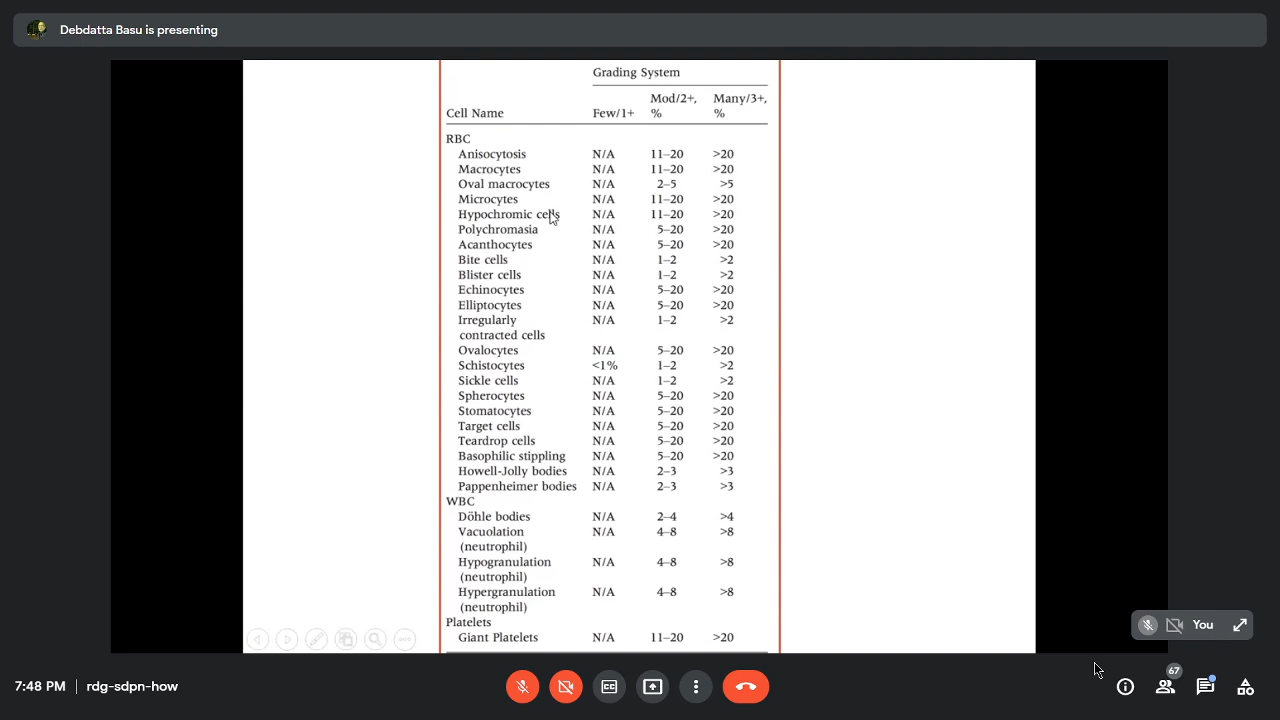 Debdatta Basu is presenting
Grading System
Cell Name Few/1+ Mod/2+, % Many/3+, %
RBC
Anisocytosis N/A 11–20 >20
Macrocytes N/A 11–20 >20
Oval macrocytes N/A 2–5 >5
Microcytes N/A 11–20 >20
Hypochromic cells N/A 11–20 >20
Polychromasia N/A 5–20 >20
Acanthocytes N/A 5–20 >20
Bite cells N/A 1–2 >2
Blister cells N/A 1–2 >2
Echinocytes N/A 5–20 >20
Elliptocytes N/A 5–20 >20
Irregularly N/A 1–2 >2
contracted cells
Ovalocytes N/A 5–20 >20
Schistocytes <1% 1–2 >2
Sickle cells N/A 1–2 >2
Spherocytes N/A 5–20 >20
Stomatocytes N/A 5–20 >20
Target cells N/A 5–20 >20
Teardrop cells N/A 5–20 >20
Basophilic stippling N/A 5–20 >20
Howell-Jolly bodies N/A 2–3 >3
Pappenheimer bodies N/A 2–3 >3
WBC
Döhle bodies N/A 2–4 >4
Vacuolation N/A 4–8 >8
(neutrophil)
Hypogranulation N/A 4–8 >8
(neutrophil)
Hypergranulation N/A 4–8 >8
(neutrophil)
Platelets
Giant Platelets N/A 11–20 >20
You
7:48 PM | rdg-sdpn-how
67